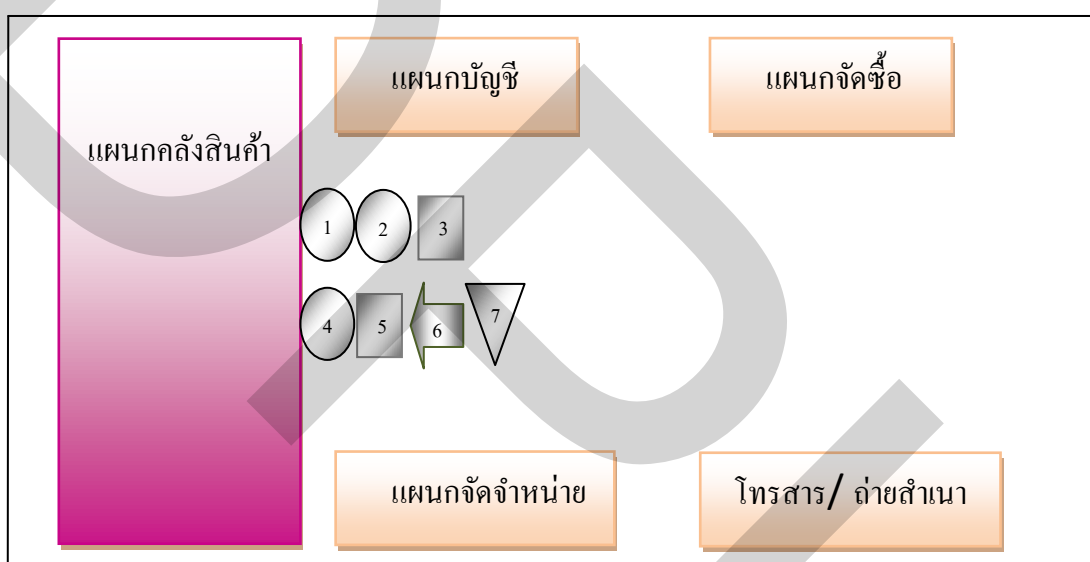 แผนกบัญชี
แผนกจัดซื้อ
แผนกคลังสินค้า
1 2 3
4 5 6 7
แผนกจัดจำหน่าย
โทรสาร/ ถ่ายสำเนา